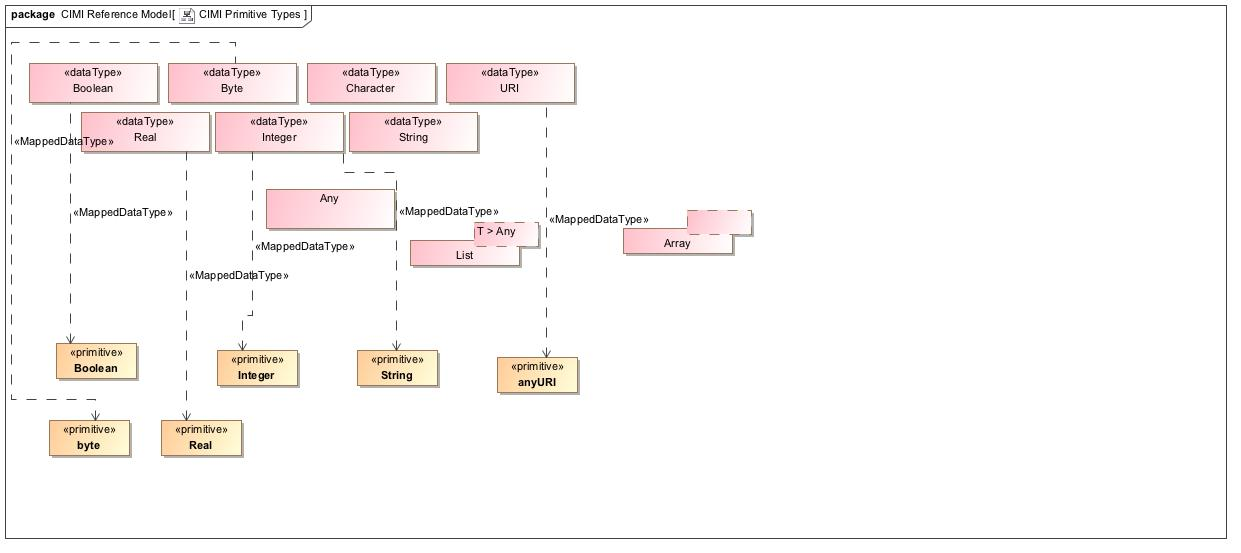 package CIMI Reference Model[ CIMI Primitive Types ]
«dataType»
Boolean
«dataType»
Byte
«dataType»
Character
«dataType»
URI
«dataType»
Real
«dataType»
Integer
«dataType»
String
«MappedDataType»
Any
«MappedDataType»
«MappedDataType»
«MappedDataType»
T > Any
List
Array
«MappedDataType»
«MappedDataType»
«primitive»
Boolean
«primitive»
Integer
«primitive»
String
«primitive»
anyURI
«primitive»
byte
«primitive»
Real